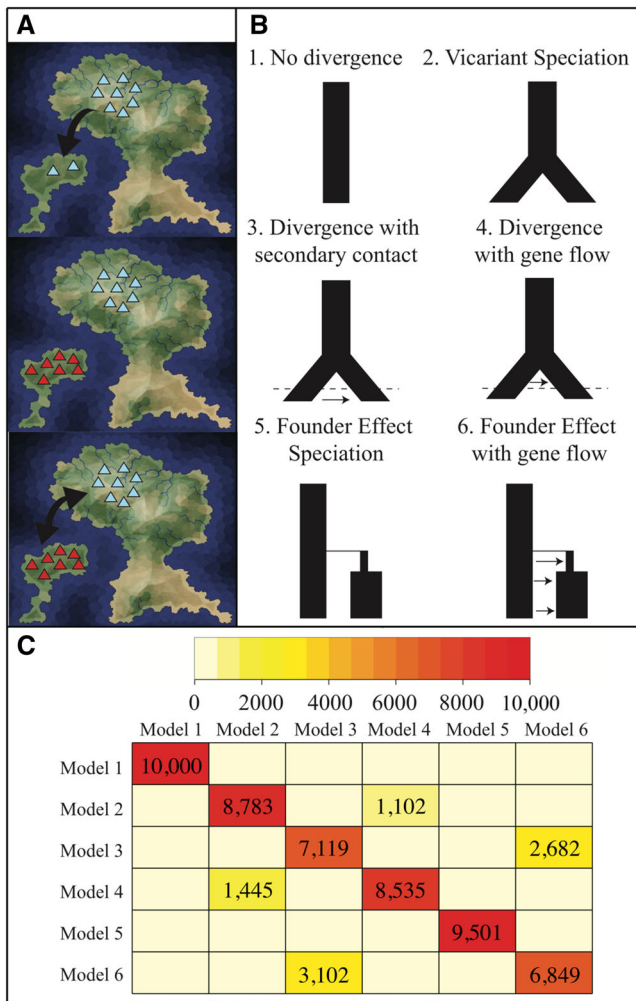 A
B
1. No divergence
2. Vicariant Speciation
3. Divergence with
secondary contact
4. Divergence
with gene flow
5. Founder Effect
Speciation
6. Founder Effect
with gene flow
C
0 2000 4000 6000 8000 10,000
Model 1 Model 2 Model 3 Model 4 Model 5 Model 6
Model 1 10,000
Model 2 8,783 1,102
Model 3 7,119 2,682
Model 4 1,445 8,535
Model 5 9,501
Model 6 3,102 6,849